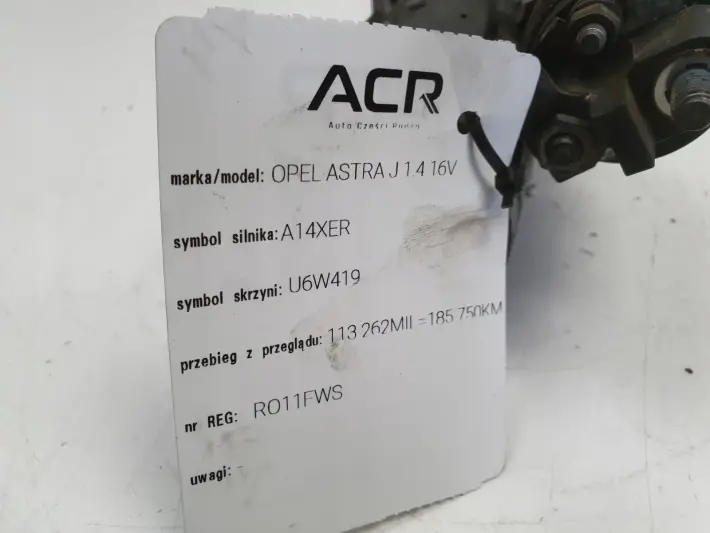 ACR
Auto Części
marka/model: OPEL ASTRA J 1.4 16V
symbol silnika: A14XER
symbol skrzyni: U6W419
przebieg z przeglądu: 113 262MIL =185 750KM
nr REG: RO11FWS
uwagi: -